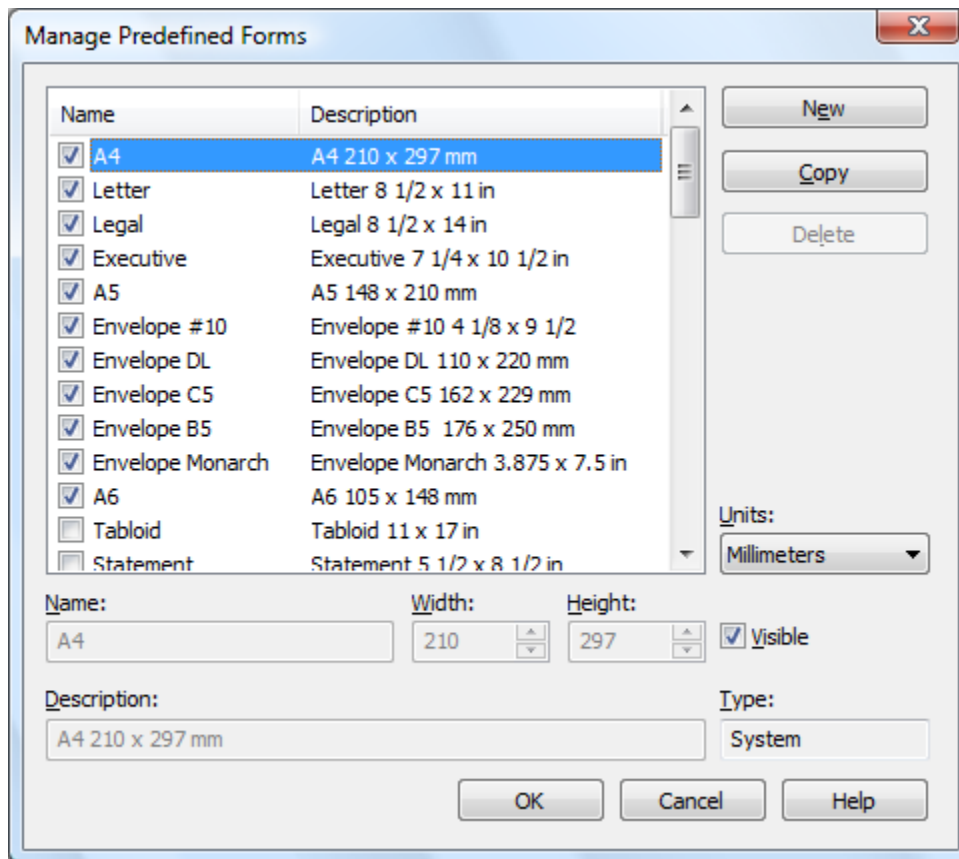 Manage Predefined Forms
Name Description
A4 A4 210 x 297 mm
Letter Letter 8 1/2 x 11 in
Legal Legal 8 1/2 x 14 in
Executive Executive 7 1/4 x 10 1/2 in
A5 A5 148 x 210 mm
Envelope #10 Envelope #10 4 1/8 x 9 1/2
Envelope DL Envelope DL 110 x 220 mm
Envelope C5 Envelope C5 162 x 229 mm
Envelope B5 Envelope B5  176 x 250 mm
Envelope Monarch Envelope Monarch 3.875 x 7.5 in
A6 A6 105 x 148 mm
Tabloid Tabloid 11 x 17 in
Statement Statement 5 1/2 x 8 1/2 in
New
Copy
Delete
Units:
Millimeters
Name: Width: Height:
A4 210 297 Visible
Description: Type:
A4 210 x 297 mm System
OK Cancel Help